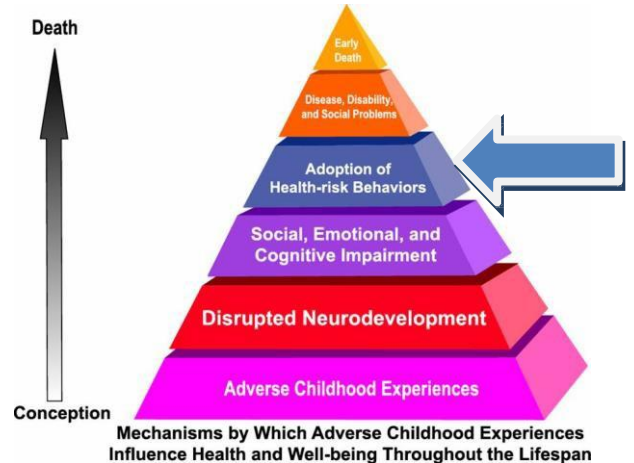 Death
Early
Death
Disease, Disability,
and Social Problems
Adoption of
Health-risk Behaviors
Social, Emotional, and
Cognitive Impairment
Disrupted Neurodevelopment
Adverse Childhood Experiences
Conception
Mechanisms by Which Adverse Childhood Experiences
Influence Health and Well-being Throughout the Lifespan